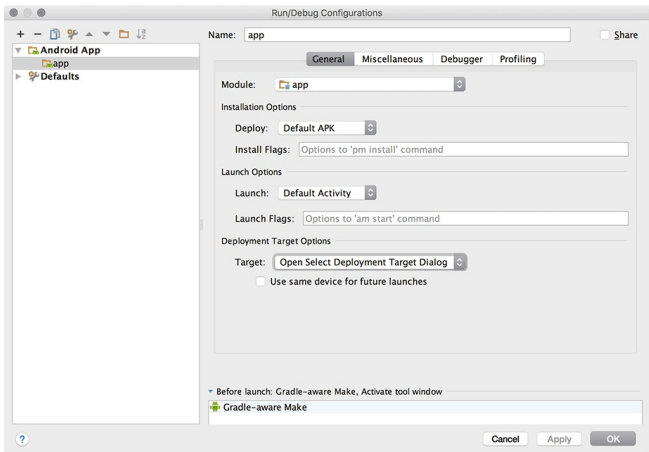 Run/Debug Configurations
Name: app Share
Android App
app
Defaults
General Miscellaneous Debugger Profiling
Module: app
Installation Options
Deploy: Default APK
Install Flags: Options to 'pm install' command
Launch Options
Launch: Default Activity
Launch Flags: Options to 'am start' command
Deployment Target Options
Target: Open Select Deployment Target Dialog
Use same device for future launches
Before launch: Gradle-aware Make, Activate tool window
Gradle-aware Make
? Cancel Apply OK